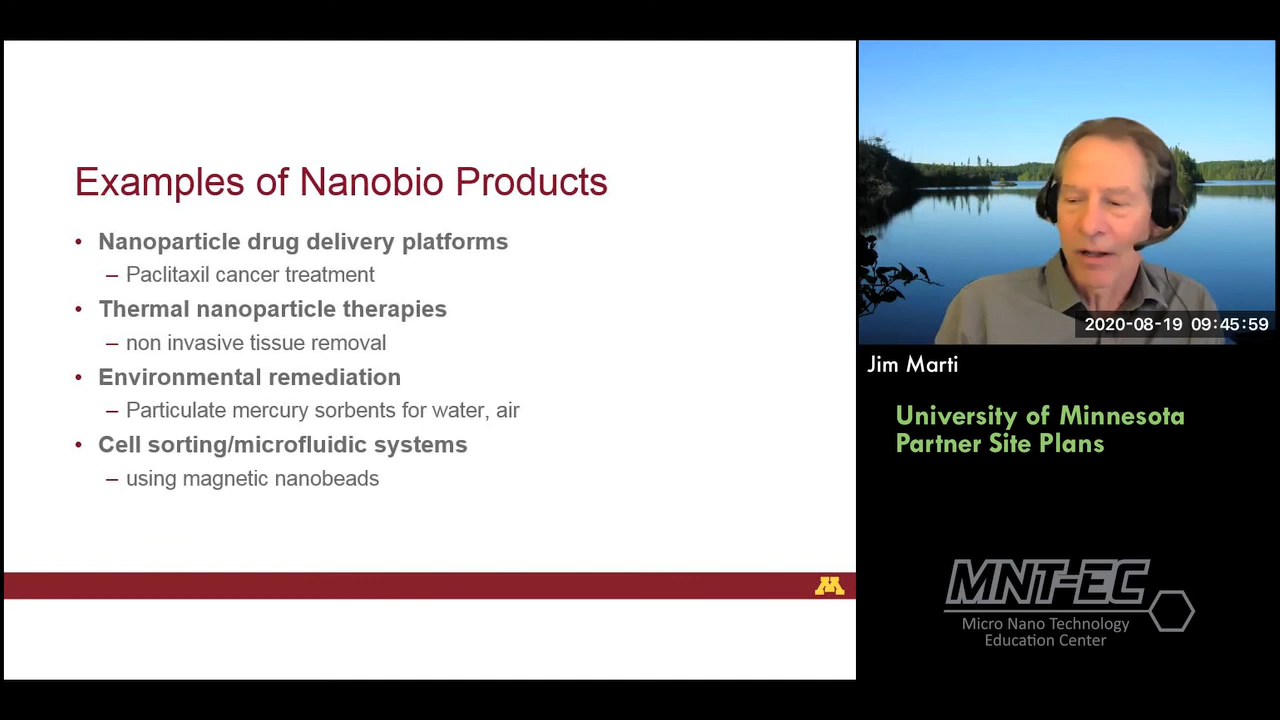 Examples of Nanobio Products
• Nanoparticle drug delivery platforms
– Paclitaxil cancer treatment
• Thermal nanoparticle therapies
– non invasive tissue removal
• Environmental remediation
– Particulate mercury sorbents for water, air
• Cell sorting/microfluidic systems
– using magnetic nanobeads
M
2020-08-19 09:45:59
Jim Marti
University of Minnesota
Partner Site Plans
MNT-EC
Micro Nano Technology
Education Center